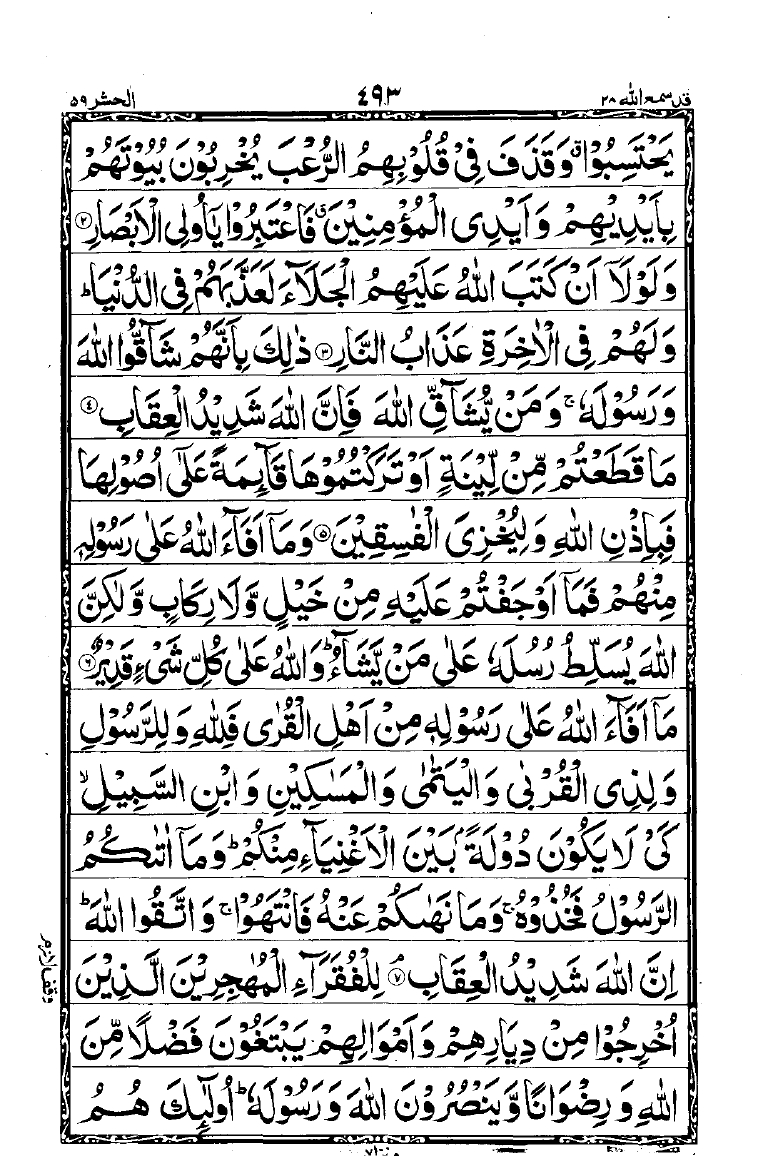 قد سمع الله ٢٨ ٤٩٣ الحشر ٥٩
يَحْتَسِبُوْا ۗ وَقَذَفَ فِيْ قُلُوْبِهِمُ الرُّعْبَ يُخْرِبُوْنَ بُيُوْتَهُمْ
بِاَيْدِيْهِمْ وَاَيْدِى الْمُؤْمِنِيْنَ ۗ فَاعْتَبِرُوْا يٰٓاُولِى الْاَبْصَارِ ﴿٢﴾
وَلَوْلَآ اَنْ كَتَبَ اللّٰهُ عَلَيْهِمُ الْجَلَآءَ لَعَذَّبَهُمْ فِى الدُّنْيَا ؕ
وَلَهُمْ فِى الْاٰخِرَةِ عَذَابُ النَّارِ ﴿٣﴾ ذٰلِكَ بِاَنَّهُمْ شَآقُّوا اللّٰهَ
وَرَسُوْلَهٗ ۚ وَمَنْ يُّشَآقِّ اللّٰهَ فَاِنَّ اللّٰهَ شَدِيْدُ الْعِقَابِ ﴿٤﴾
مَا قَطَعْتُمْ مِّنْ لِّيْنَةٍ اَوْ تَرَكْتُمُوْهَا قَآئِمَةً عَلٰٓى اُصُوْلِهَا
فَبِاِذْنِ اللّٰهِ وَلِيُخْزِىَ الْفٰسِقِيْنَ ﴿٥﴾ وَمَآ اَفَآءَ اللّٰهُ عَلٰى رَسُوْلِهٖ
مِنْهُمْ فَمَآ اَوْجَفْتُمْ عَلَيْهِ مِنْ خَيْلٍ وَّلَا رِكَابٍ وَّلٰكِنَّ
اللّٰهَ يُسَلِّطُ رُسُلَهٗ عَلٰى مَنْ يَّشَآءُ ؕ وَاللّٰهُ عَلٰى كُلِّ شَىْءٍ قَدِيْرٌ ﴿٦﴾
مَآ اَفَآءَ اللّٰهُ عَلٰى رَسُوْلِهٖ مِنْ اَهْلِ الْقُرٰى فَلِلّٰهِ وَلِلرَّسُوْلِ
وَلِذِى الْقُرْبٰى وَالْيَتٰمٰى وَالْمَسٰكِيْنِ وَابْنِ السَّبِيْلِ ۙ
كَىْ لَا يَكُوْنَ دُوْلَةًۢ بَيْنَ الْاَغْنِيَآءِ مِنْكُمْ ؕ وَمَآ اٰتٰىكُمُ
الرَّسُوْلُ فَخُذُوْهُ ۚ وَمَا نَهٰىكُمْ عَنْهُ فَانْتَهُوْا ۚ وَاتَّقُوا اللّٰهَ ؕ
اِنَّ اللّٰهَ شَدِيْدُ الْعِقَابِ ۘ ﴿٧﴾ لِلْفُقَرَآءِ الْمُهٰجِرِيْنَ الَّذِيْنَ
وقف لازم
اُخْرِجُوْا مِنْ دِيَارِهِمْ وَاَمْوَالِهِمْ يَبْتَغُوْنَ فَضْلًا مِّنَ
اللّٰهِ وَرِضْوَانًا وَّيَنْصُرُوْنَ اللّٰهَ وَرَسُوْلَهٗ ؕ اُولٰٓئِكَ هُمُ